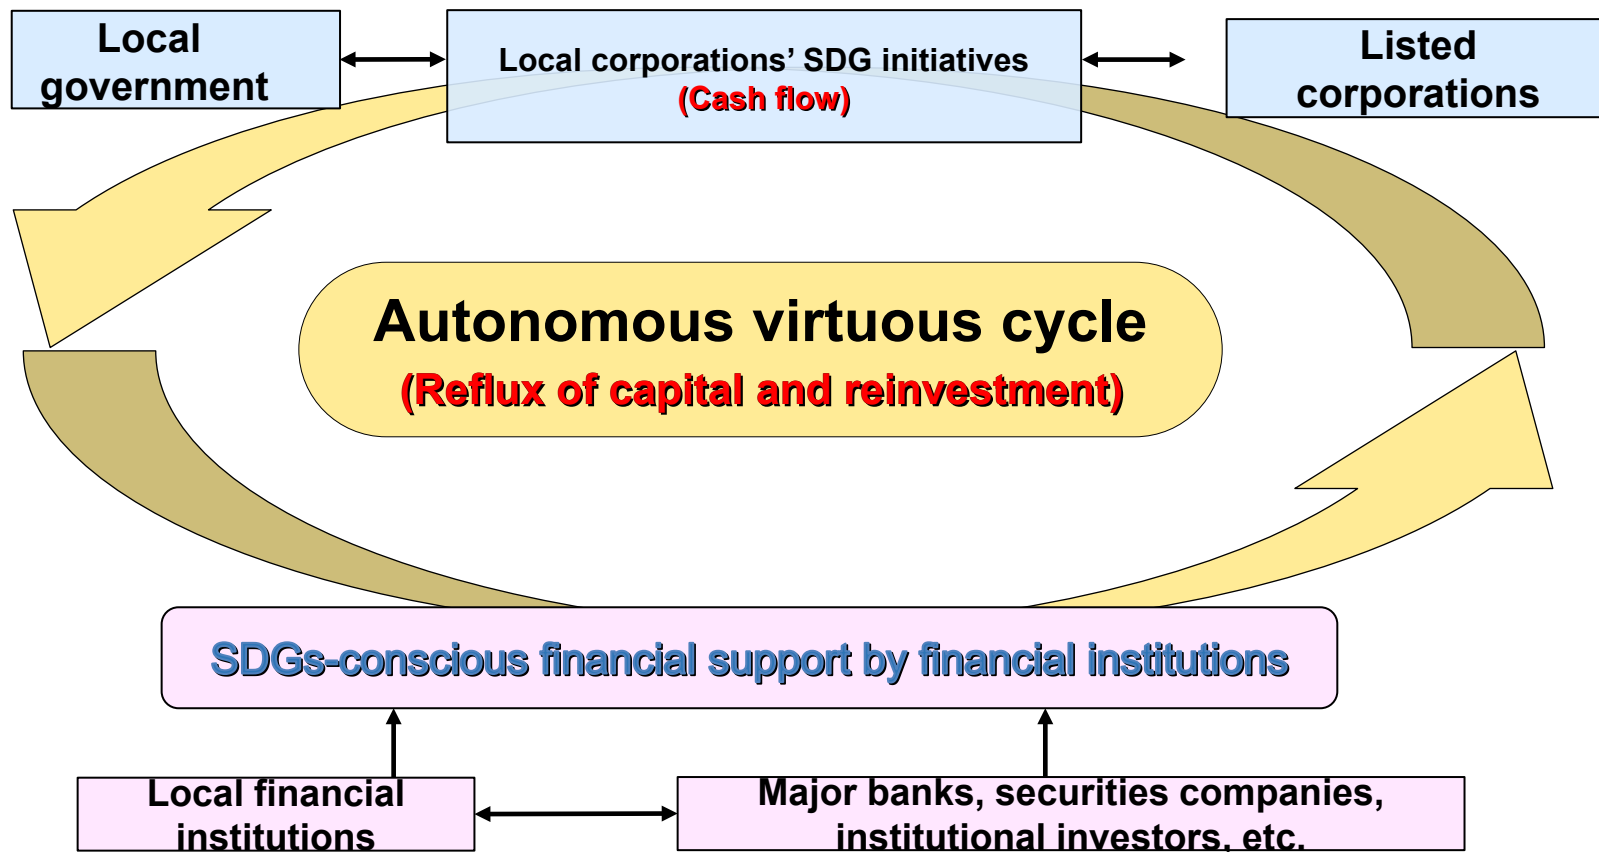 Local
government
Local corporations’ SDG initiatives
(Cash flow)
Listed
corporations
Autonomous virtuous cycle
(Reflux of capital and reinvestment)
SDGs-conscious financial support by financial institutions
Local financial
institutions
Major banks, securities companies,
institutional investors, etc.